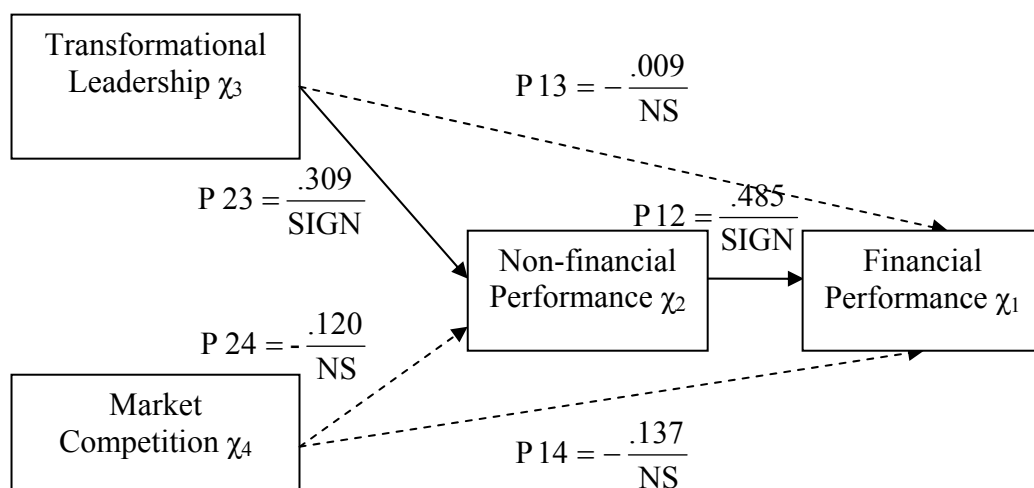 Transformational
Leadership χ₃
P 13 = − .009/NS
P 23 = .309/SIGN
P 12 = .485/SIGN
Non-financial
Performance χ₂
Financial
Performance χ₁
P 24 = - .120/NS
Market
Competition χ₄
P 14 = − .137/NS